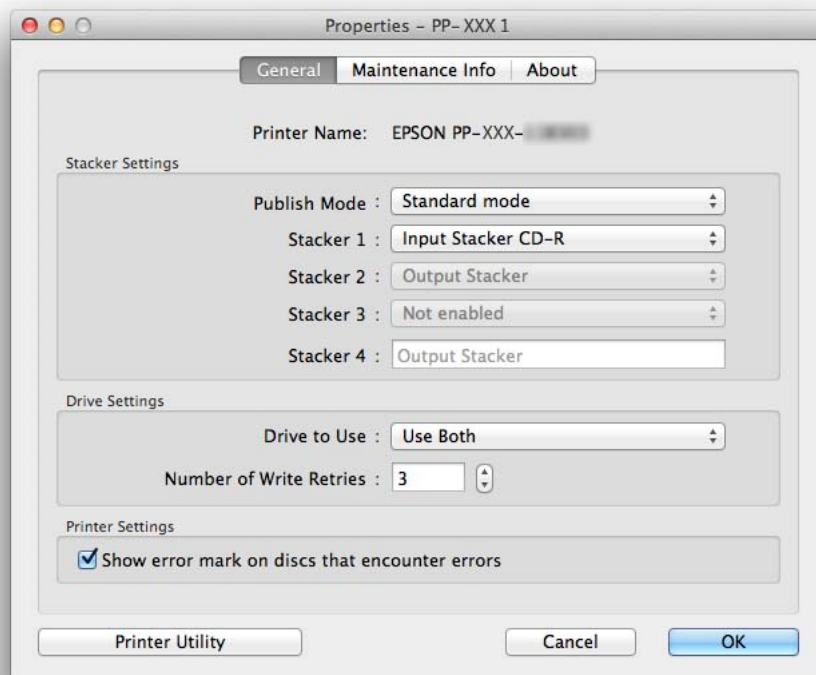 Properties – PP-XXX 1
General Maintenance Info About
Printer Name: EPSON PP-XXX-
Stacker Settings
Publish Mode : Standard mode
Stacker 1 : Input Stacker CD-R
Stacker 2 : Output Stacker
Stacker 3 : Not enabled
Stacker 4 : Output Stacker
Drive Settings
Drive to Use : Use Both
Number of Write Retries : 3
Printer Settings
Show error mark on discs that encounter errors
Printer Utility Cancel OK